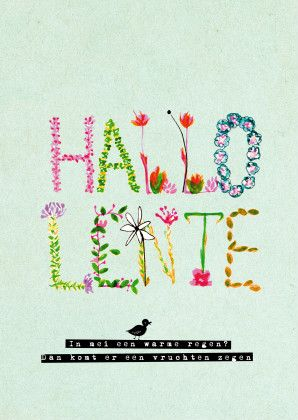 HALLO
LENTE
In mei een warme regen?
Dan komt er een vruchten zegen